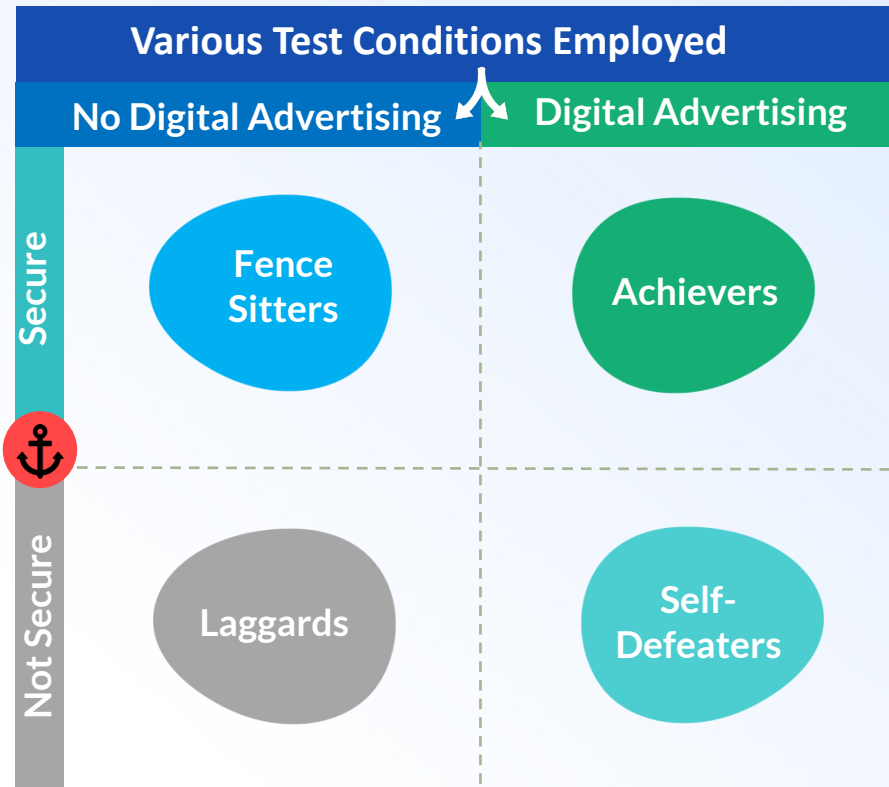 Various Test Conditions Employed
No Digital Advertising
Digital Advertising
Secure
Fence
Sitters
Achievers
Not Secure
Laggards
Self-
Defeaters